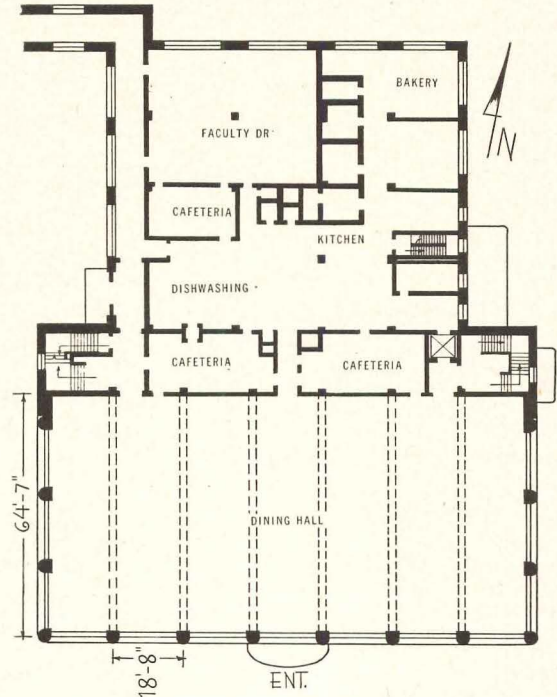 BAKERY
FACULTY DR
N
CAFETERIA
KITCHEN
DISHWASHING
CAFETERIA
CAFETERIA
64'-7"
DINING HALL
18'-8"
ENT.